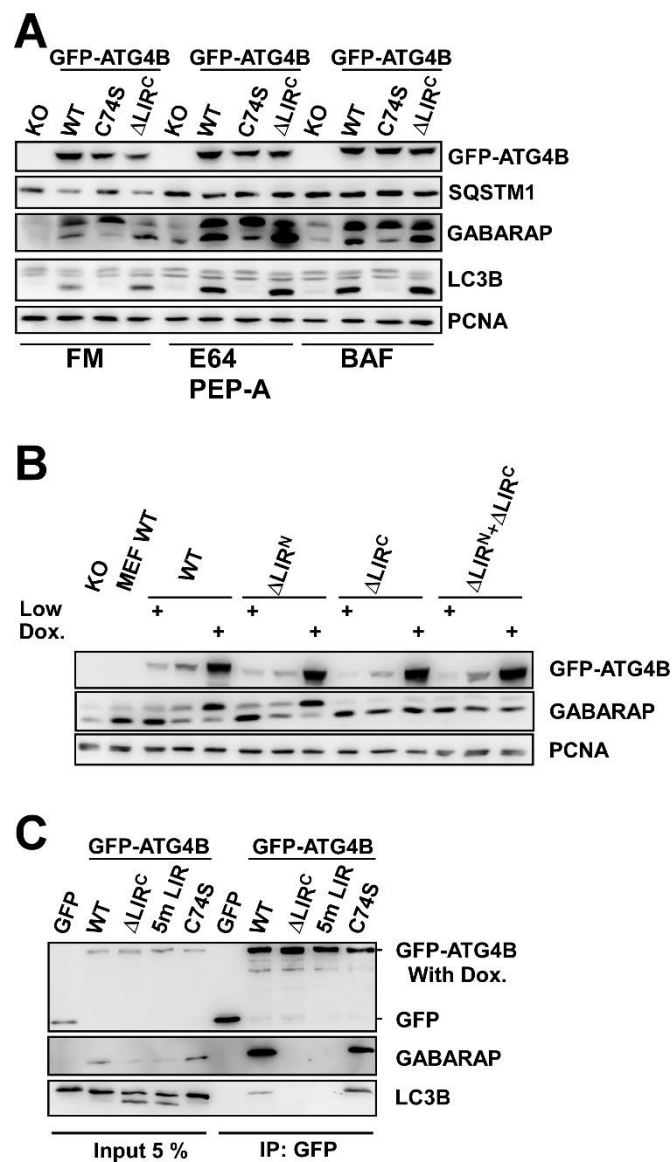 A
GFP-ATG4B GFP-ATG4B GFP-ATG4B
KO WT C74S ΔLIRᶜ KO WT C74S ΔLIRᶜ KO WT C74S ΔLIRᶜ
GFP-ATG4B
SQSTM1
GABARAP
LC3B
PCNA
FM E64 BAF
PEP-A
B
KO MEF WT WT ΔLIRᴺ ΔLIRᶜ ΔLIRᴺ+ΔLIRᶜ
Low + + + +
Dox. + + + +
GFP-ATG4B
GABARAP
PCNA
C
GFP-ATG4B GFP-ATG4B
GFP WT ΔLIRᶜ 5m LIR C74S GFP WT ΔLIRᶜ 5m LIR C74S
GFP-ATG4B
With Dox.
GFP
GABARAP
LC3B
Input 5 % IP: GFP